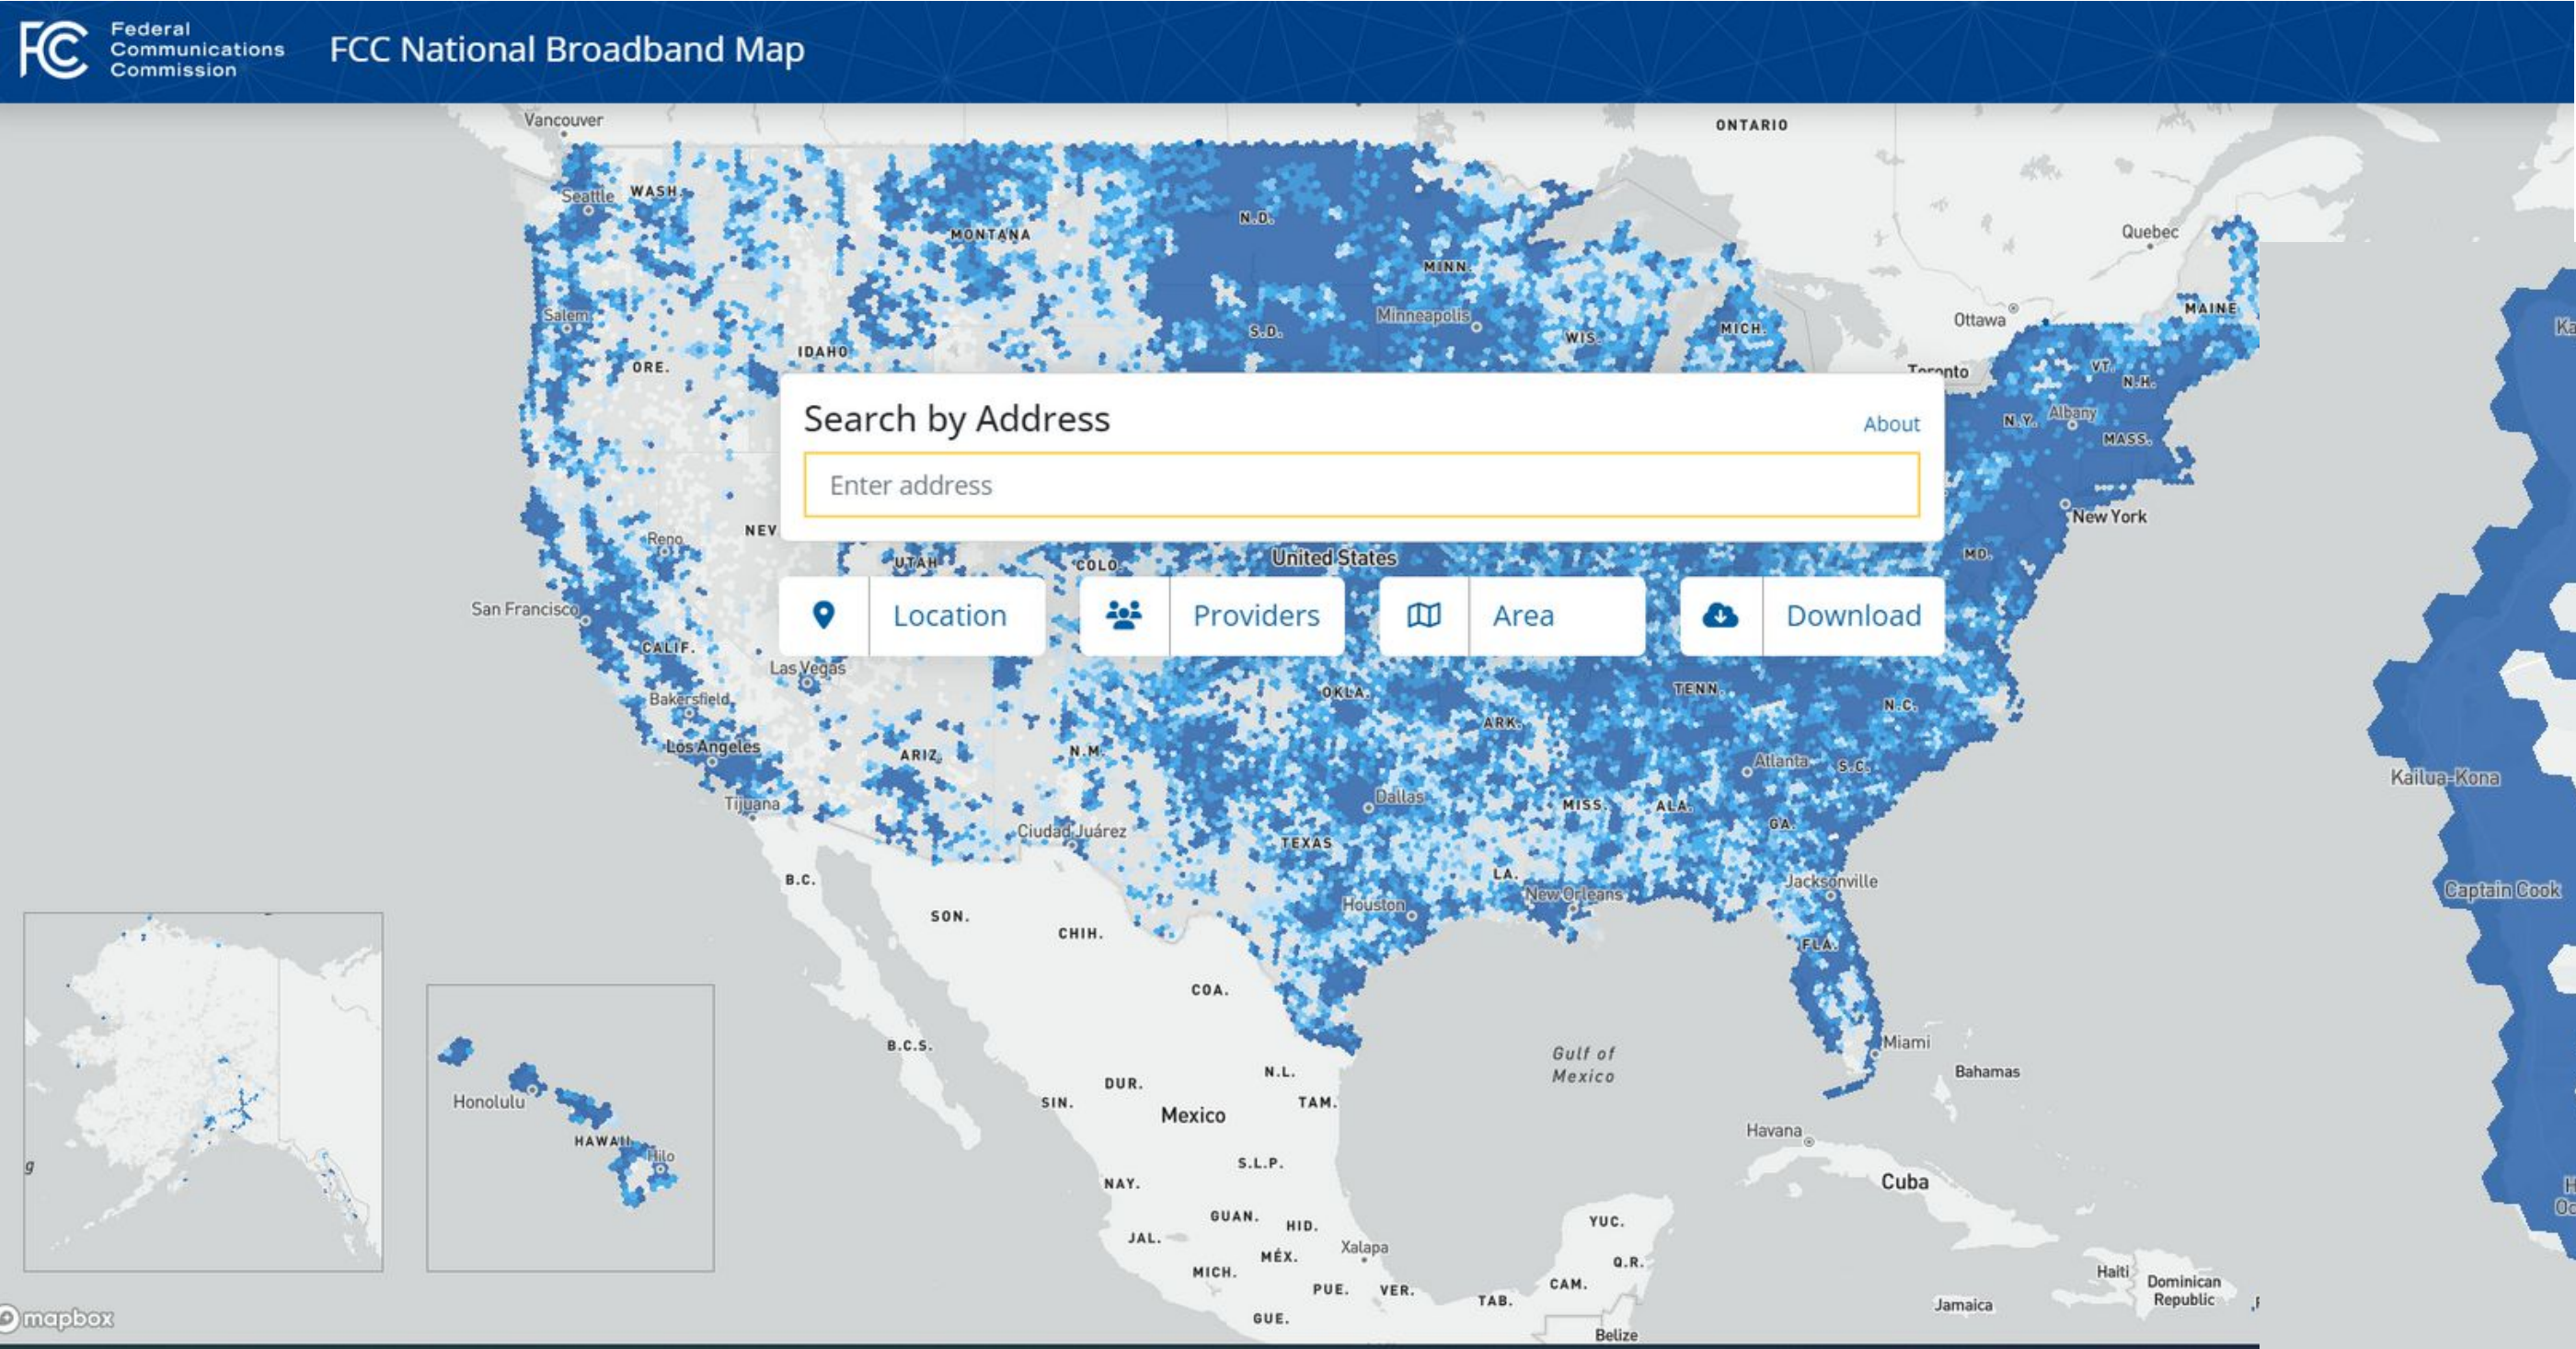 Federal
Communications
Commission
FCC National Broadband Map
Vancouver
ONTARIO
Seattle
WASH.
N.D.
MONTANA
Quebec
MINN.
MAINE
Salem
Minneapolis
Ottawa
S.D.
MICH.
WIS.
IDAHO
ORE.
Toronto
VT.
N.H.
Search by Address
About
N.Y.
Albany
MASS.
Enter address
New York
NEV
Reno
United States
MD.
UTAH
COLO.
San Francisco
Location
Providers
Area
Download
CALIF.
Las Vegas
Bakersfield
OKLA.
TENN.
N.C.
ARK.
Los Angeles
ARIZ.
N.M.
Atlanta
S.C.
Kailua-Kona
Tijuana
Dallas
MISS.
ALA.
GA.
Ciudad Juárez
TEXAS
B.C.
LA.
Jacksonville
New Orleans
Captain Cook
Houston
SON.
CHIH.
FLA.
COA.
B.C.S.
Miami
Gulf of
Mexico
N.L.
Bahamas
DUR.
Honolulu
SIN.
TAM.
Mexico
HAWAII
Hilo
Havana
S.L.P.
NAY.
Cuba
GUAN.
HID.
YUC.
JAL.
MÉX.
Xalapa
Q.R.
MICH.
Haiti
PUE.
VER.
CAM.
Dominican
Republic
TAB.
Jamaica
mapbox
GUE.
Belize